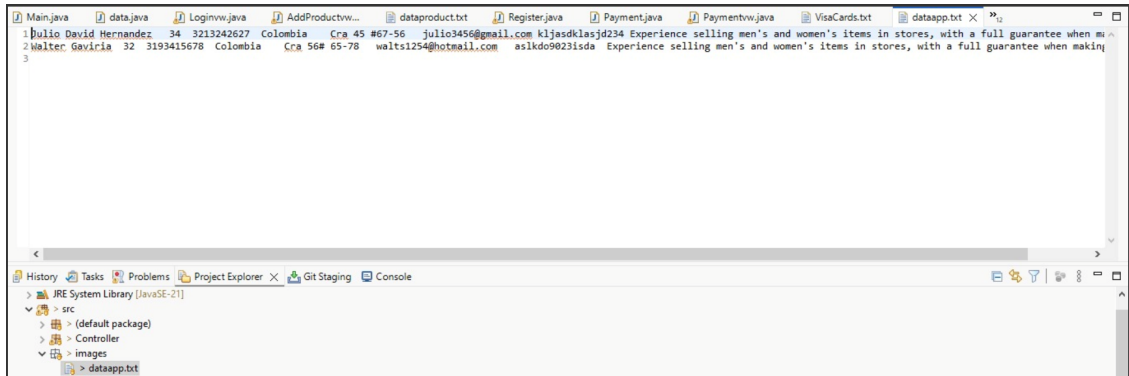 Main.java data.java Loginvw.java AddProductvw... dataproduct.txt Register.java Payment.java Paymentvw.java VisaCards.txt dataapp.txt 12
1 Julio David Hernandez 34 3213242627 Colombia Cra 45 #67-56 julio3456@gmail.com kljasdklasjd234 Experience selling men's and women's items in stores, with a full guarantee when ma
2 Walter Gaviria 32 3193415678 Colombia Cra 56# 65-78 walts1254@hotmail.com aslkdo9023isda Experience selling men's and women's items in stores, with a full guarantee when making
3
History Tasks Problems Project Explorer Git Staging Console
> JRE System Library [JavaSE-21]
> src
> (default package)
> Controller
> images
> dataapp.txt